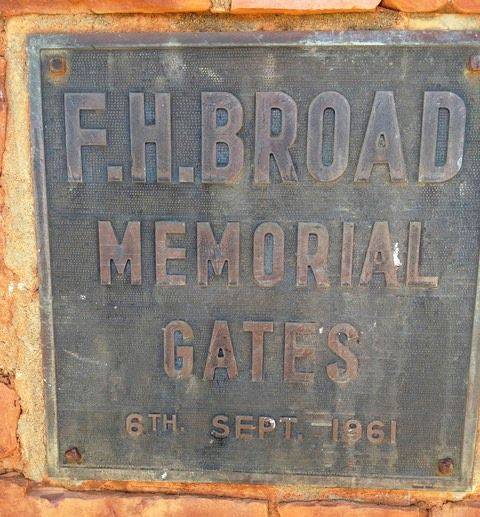 F.H.BROAD
MEMORIAL
GATES
6TH. SEPT. 1961